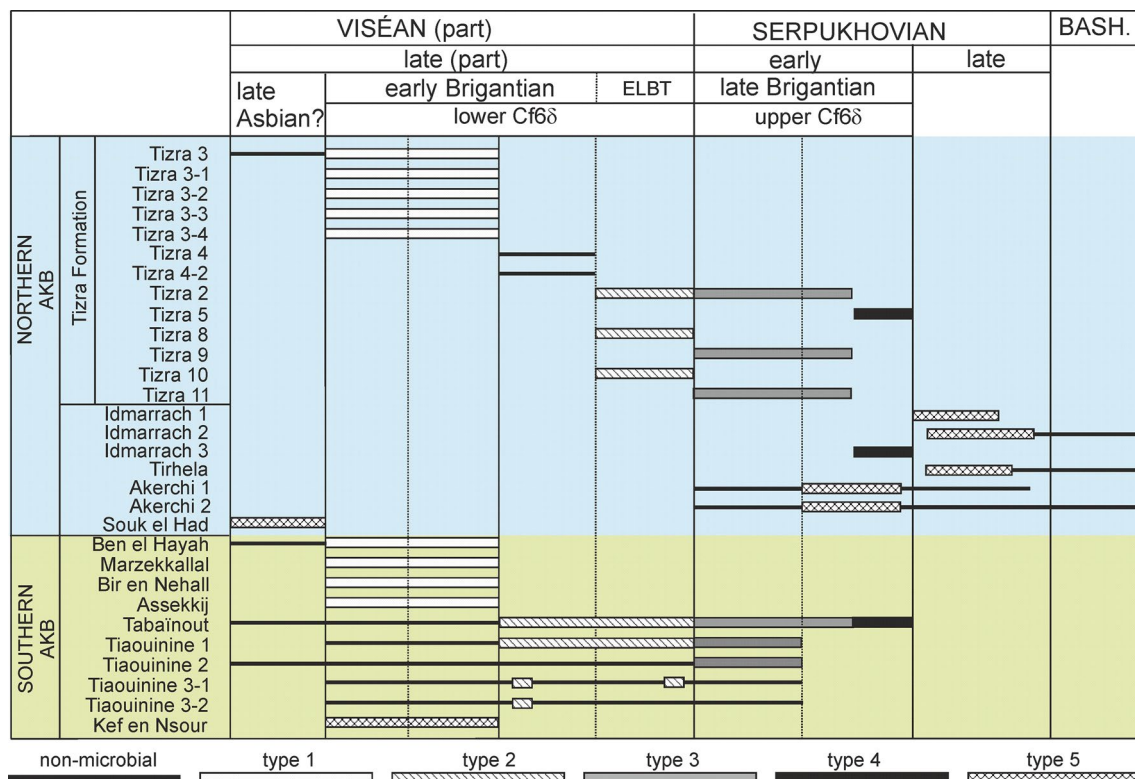 VISÉAN (part)
SERPUKHOVIAN
BASH.
late (part)
early
late
late
Asbian?
early Brigantian
ELBT
late Brigantian
lower Cf6δ
upper Cf6δ
NORTHERN
AKB
Tizra Formation
Tizra 3
Tizra 3-1
Tizra 3-2
Tizra 3-3
Tizra 3-4
Tizra 4
Tizra 4-2
Tizra 2
Tizra 5
Tizra 8
Tizra 9
Tizra 10
Tizra 11
Idmarrach 1
Idmarrach 2
Idmarrach 3
Tirhela
Akerchi 1
Akerchi 2
Souk el Had
SOUTHERN
AKB
Ben el Hayah
Marzekkallal
Bir en Nehall
Assekkij
Tabaïnout
Tiaouinine 1
Tiaouinine 2
Tiaouinine 3-1
Tiaouinine 3-2
Kef en Nsour
non-microbial
type 1
type 2
type 3
type 4
type 5